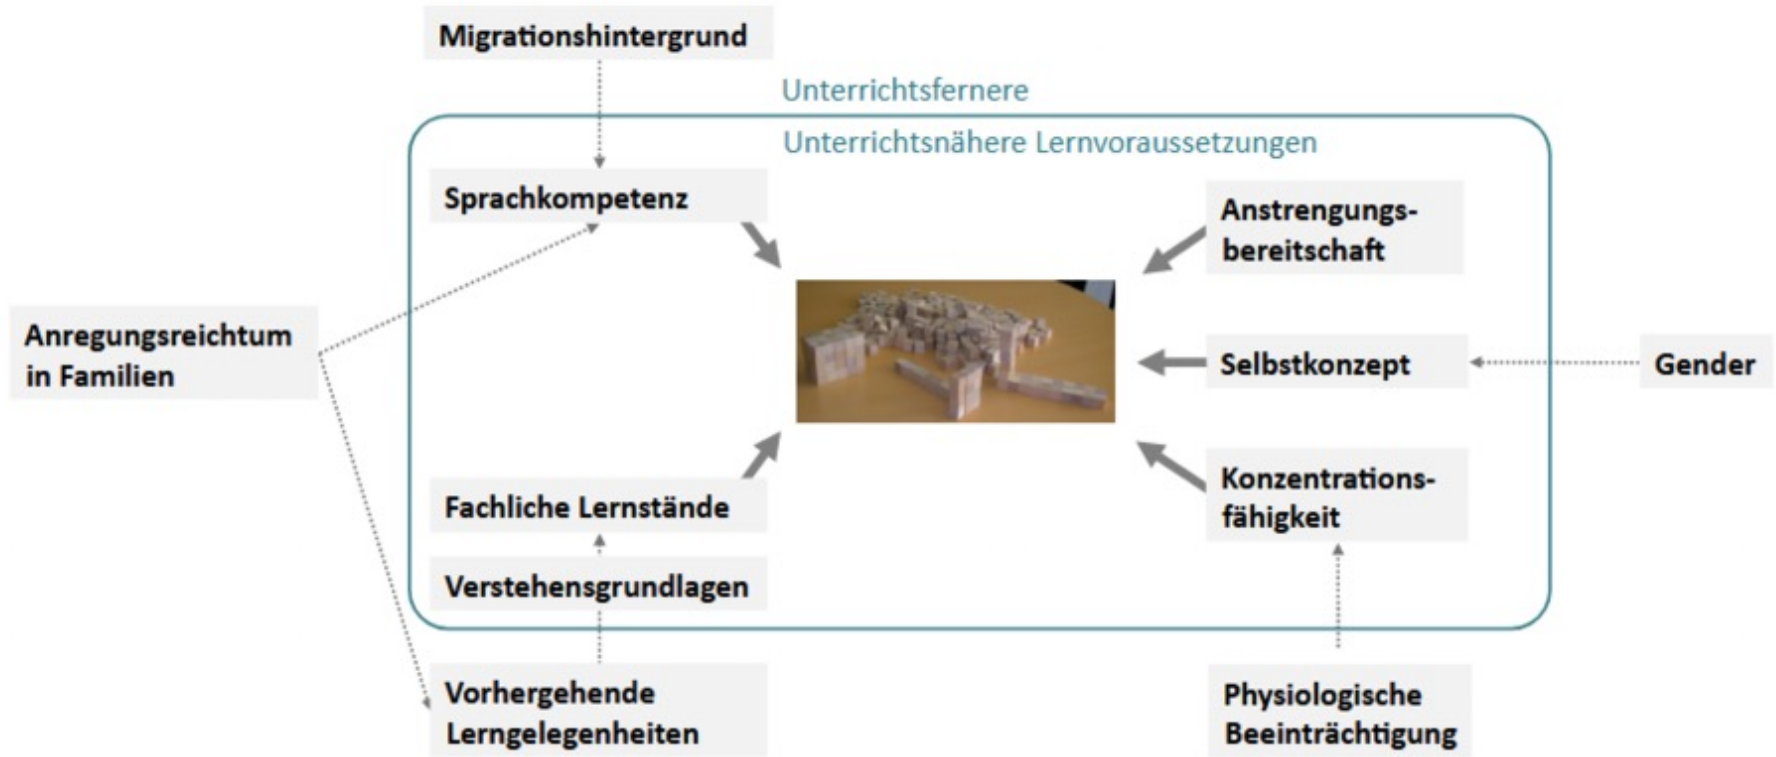 Migrationshintergrund
Unterrichtsfernere
Unterrichtsnähere Lernvoraussetzungen
Sprachkompetenz
Anstrengungs-
bereitschaft
Anregungsreichtum
in Familien
Selbstkonzept
Gender
Fachliche Lernstände
Konzentrations-
fähigkeit
Verstehensgrundlagen
Vorhergehende
Lerngelegenheiten
Physiologische
Beeinträchtigung